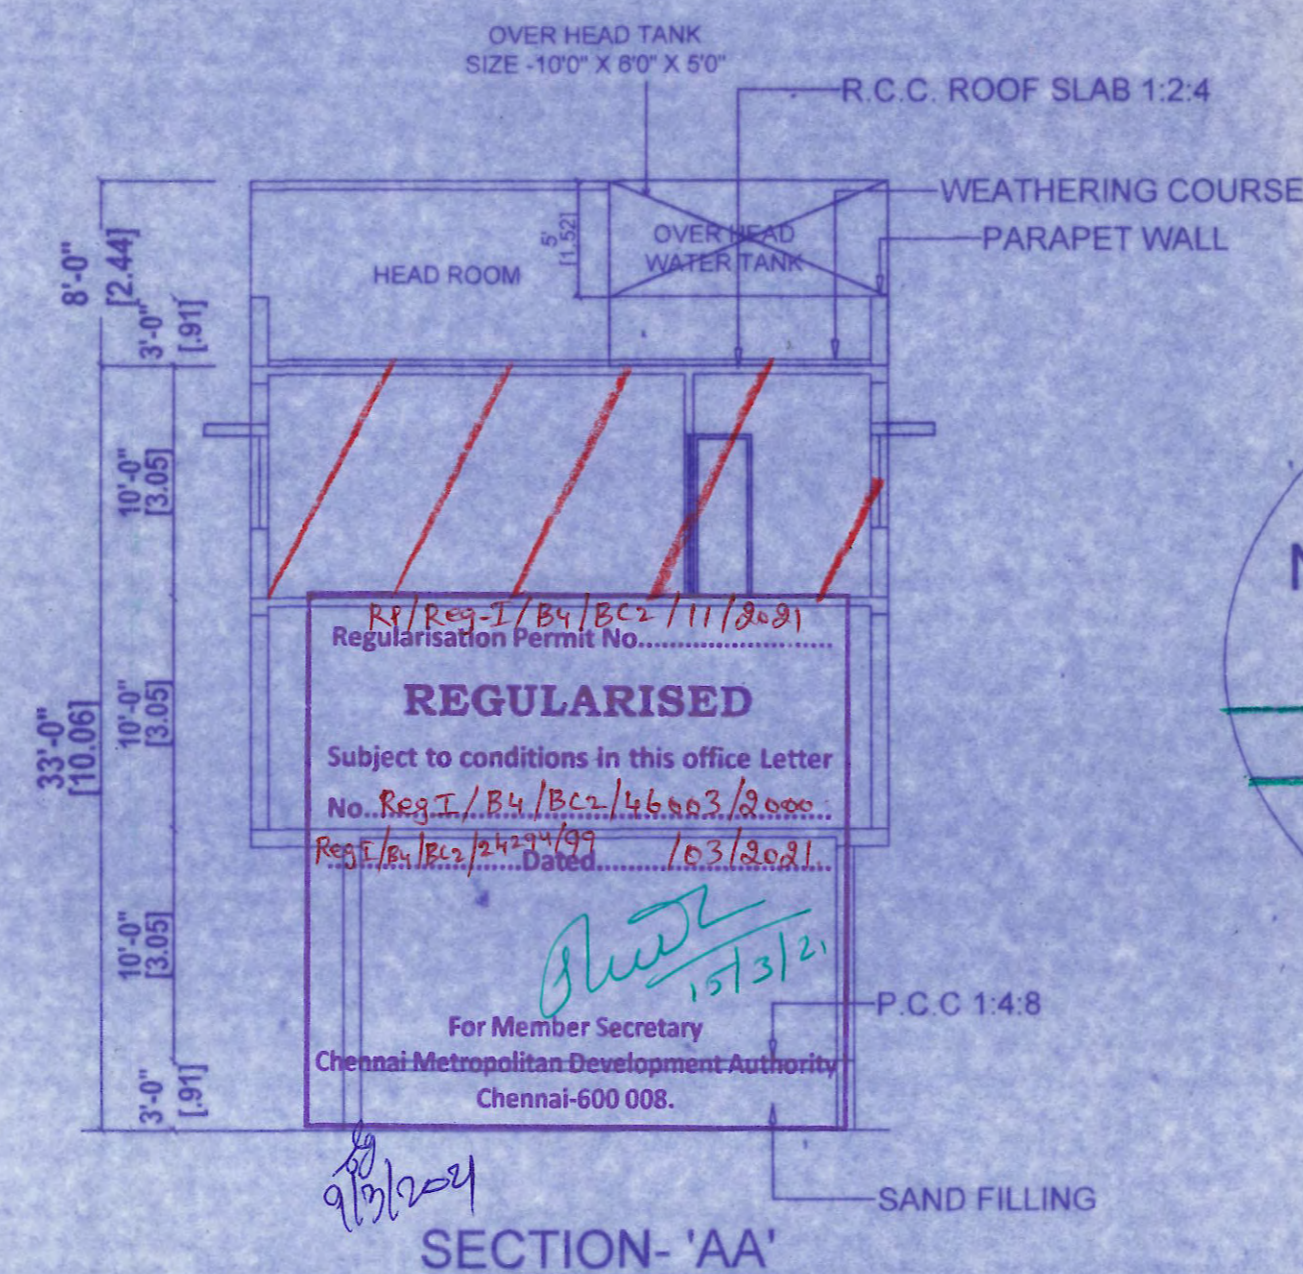 OVER HEAD TANK
SIZE -10'0" X 6'0" X 5'0"
R.C.C. ROOF SLAB 1:2:4
WEATHERING COURSE
PARAPET WALL
OVER HEAD
WATER TANK
HEAD ROOM
5'
[1.52]
8'-0"
[2.44]
3'-0"
[.91]
10'-0"
[3.05]
33'-0"
[10.06]
10'-0"
[3.05]
10'-0"
[3.05]
3'-0"
[.91]
RP/Reg-I/B4/BC2/11/2021
Regularisation Permit No..........................
REGULARISED
Subject to conditions in this office Letter
No. Reg I/B4/BC2/46003/2000
Reg I/B4/BC2/24294/99 Dated /03/2021
15/3/21
For Member Secretary
Chennai Metropolitan Development Authority
Chennai-600 008.
P.C.C 1:4:8
SAND FILLING
9/3/2021
SECTION- 'AA'